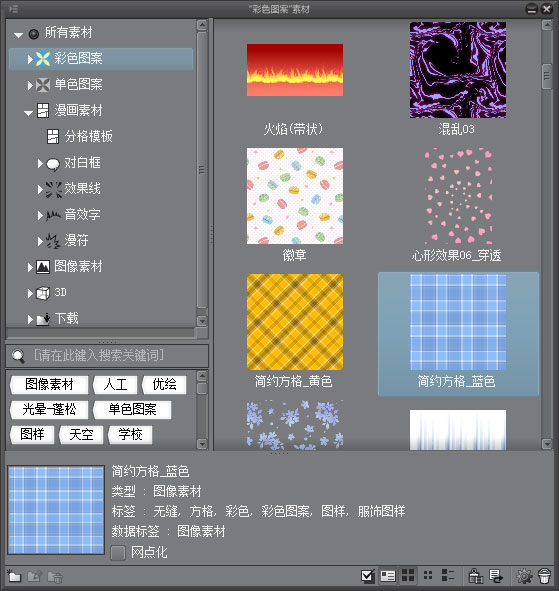 "彩色图案"素材
所有素材
彩色图案
单色图案
漫画素材
分格模板
对白框
效果线
音效字
漫符
图像素材
3D
下载
[请在此键入搜索关键词]
图像素材 人工 优绘
光晕-蓬松 单色图案
图样 天空 学校
火焰(带状) 混乱03
徽章 心形效果06_穿透
简约方格_黄色 简约方格_蓝色
简约方格_蓝色
类型 : 图像素材
标签 : 无缝, 方格, 彩色, 彩色图案, 图样, 服饰图样
数据标签 : 图像素材
网点化